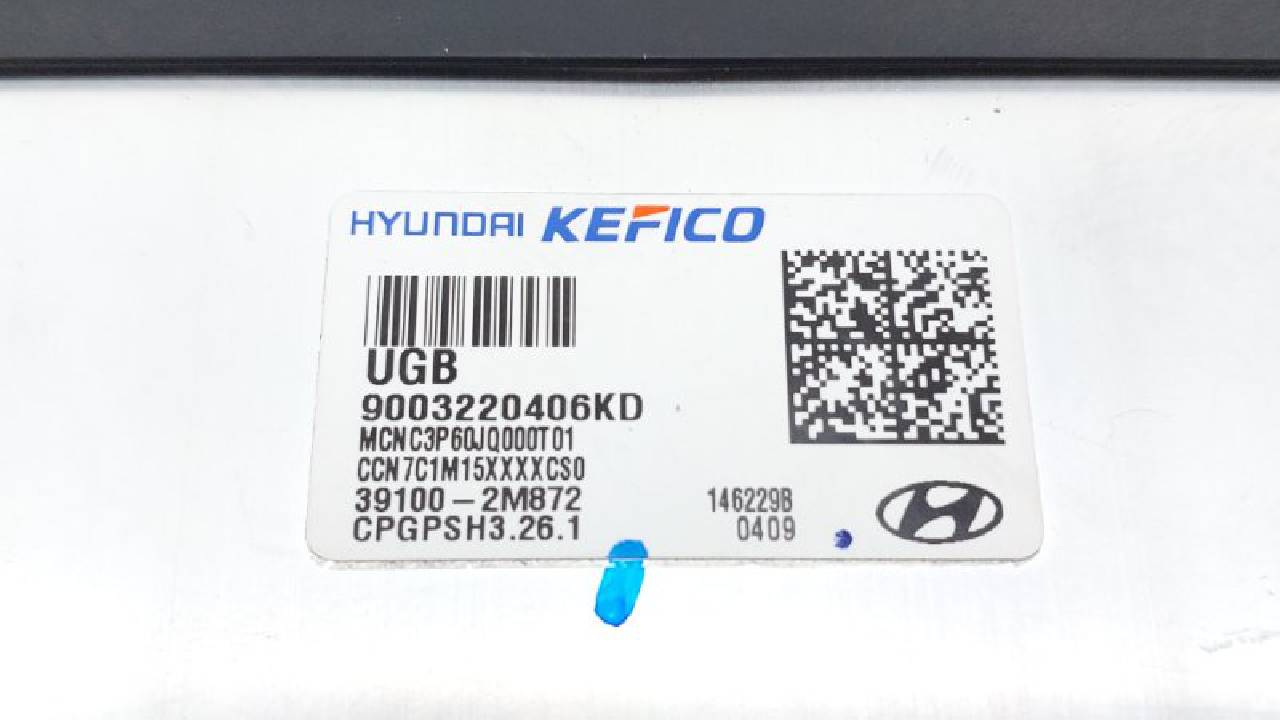 HYUNDAI KEFICO
UGB
9003220406KD
MCNC3P60JQ000T01
CCN7C1M15XXXXCS0
39100-2M872
146229B
CPGPSH3.26.1
0409